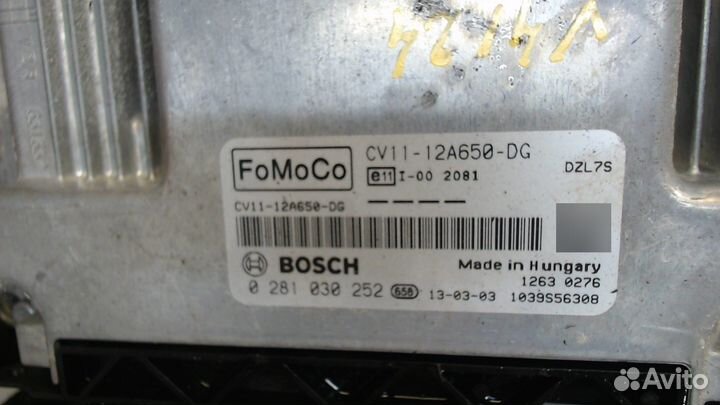 FoMoCo
CV11-12A650-DG
DZL7S
e11 I-00 2081
CV11-12A650-DG
BOSCH
Made in Hungary
1263 0276
0 281 030 252 658 13-03-03 1039S56308
Avito